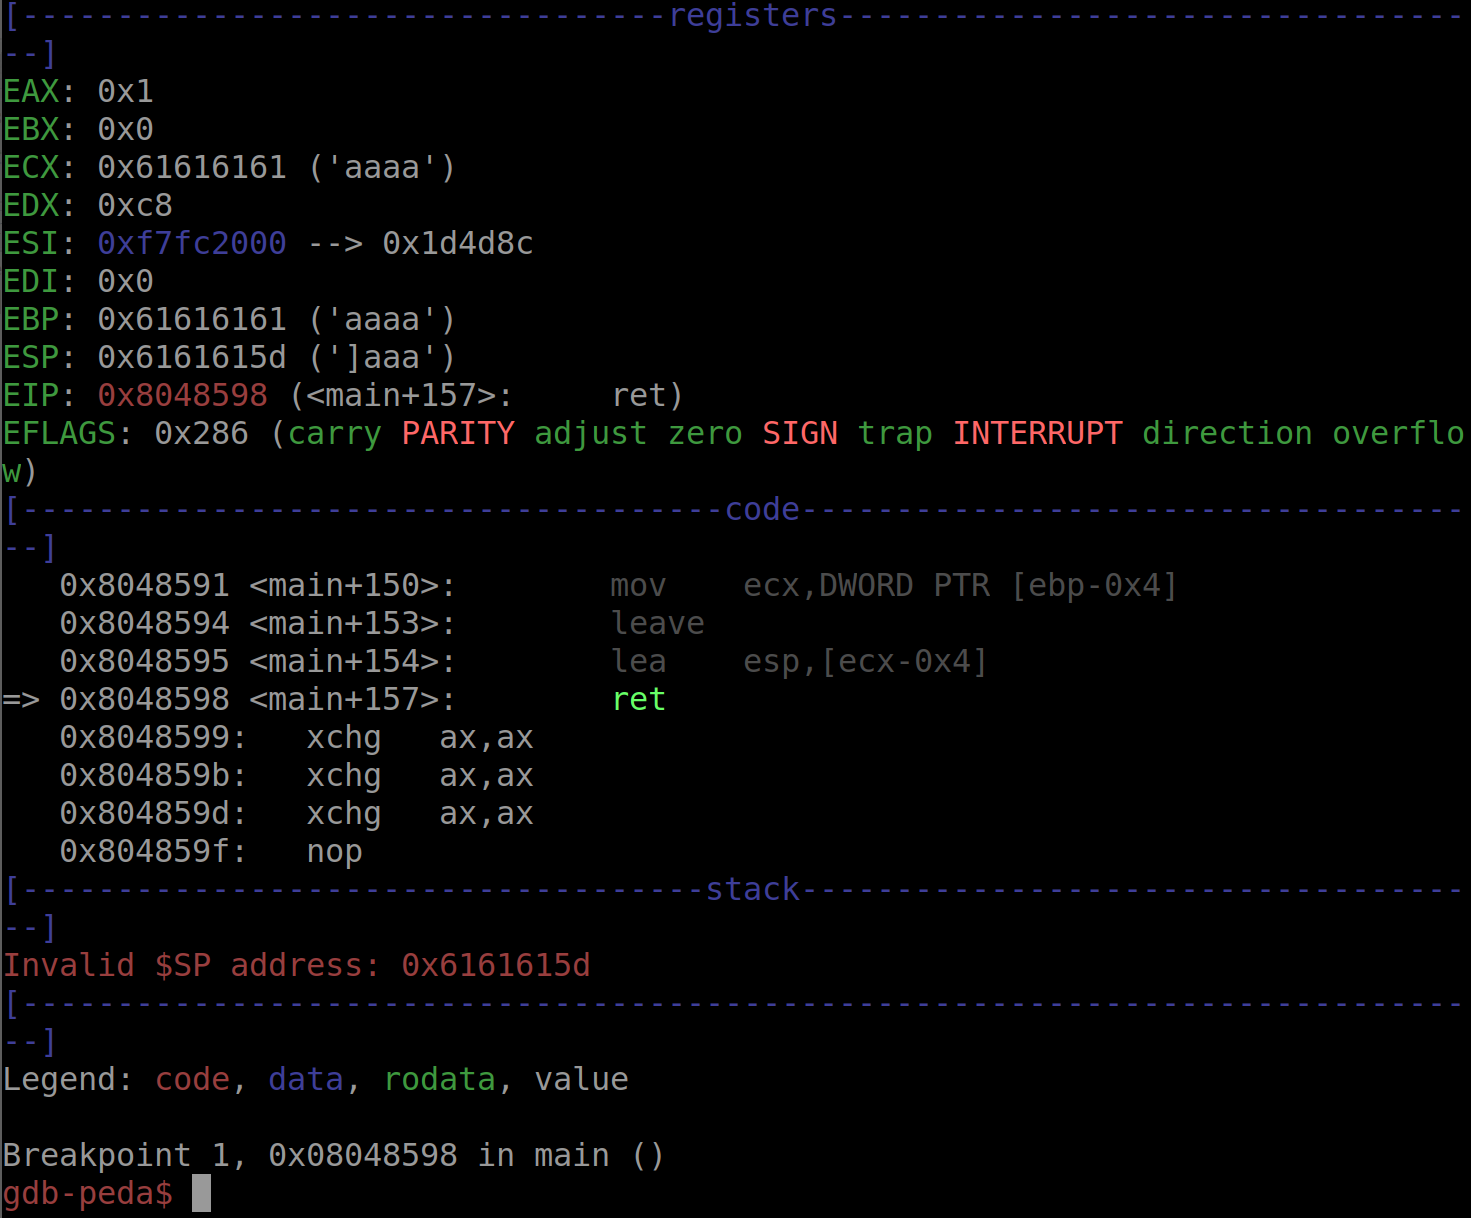 [----------------------------------registers---------------------------------
--]
EAX: 0x1
EBX: 0x0
ECX: 0x61616161 ('aaaa')
EDX: 0xc8
ESI: 0xf7fc2000 --> 0x1d4d8c
EDI: 0x0
EBP: 0x61616161 ('aaaa')
ESP: 0x6161615d (']aaa')
EIP: 0x8048598 (<main+157>:     ret)
EFLAGS: 0x286 (carry PARITY adjust zero SIGN trap INTERRUPT direction overflo
w)
[-------------------------------------code-----------------------------------
--]
   0x8048591 <main+150>:        mov    ecx,DWORD PTR [ebp-0x4]
   0x8048594 <main+153>:        leave
   0x8048595 <main+154>:        lea    esp,[ecx-0x4]
=> 0x8048598 <main+157>:        ret
   0x8048599:   xchg   ax,ax
   0x804859b:   xchg   ax,ax
   0x804859d:   xchg   ax,ax
   0x804859f:   nop
[------------------------------------stack-----------------------------------
--]
Invalid $SP address: 0x6161615d
[----------------------------------------------------------------------------
--]
Legend: code, data, rodata, value

Breakpoint 1, 0x08048598 in main ()
gdb-peda$